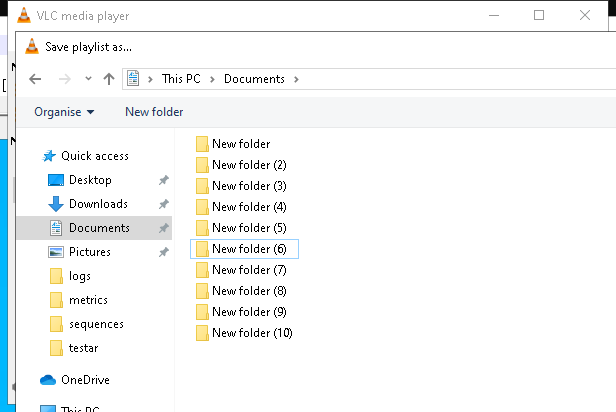 VLC media player
Save playlist as...
This PC > Documents >
Organise New folder
Quick access
Desktop
Downloads
Documents
Pictures
logs
metrics
sequences
testar
OneDrive
This PC
New folder
New folder (2)
New folder (3)
New folder (4)
New folder (5)
New folder (6)
New folder (7)
New folder (8)
New folder (9)
New folder (10)